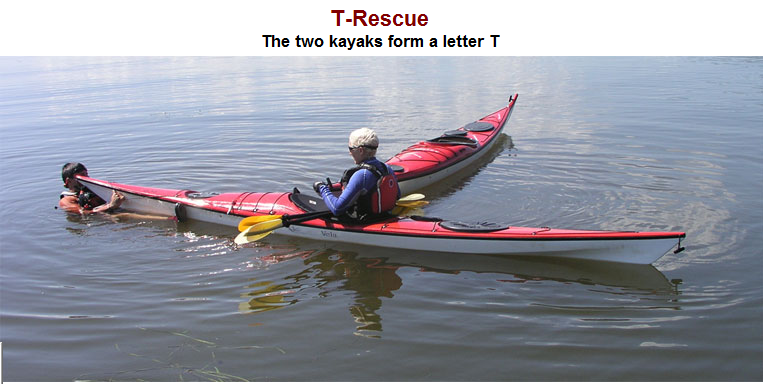 T-Rescue
The two kayaks form a letter T